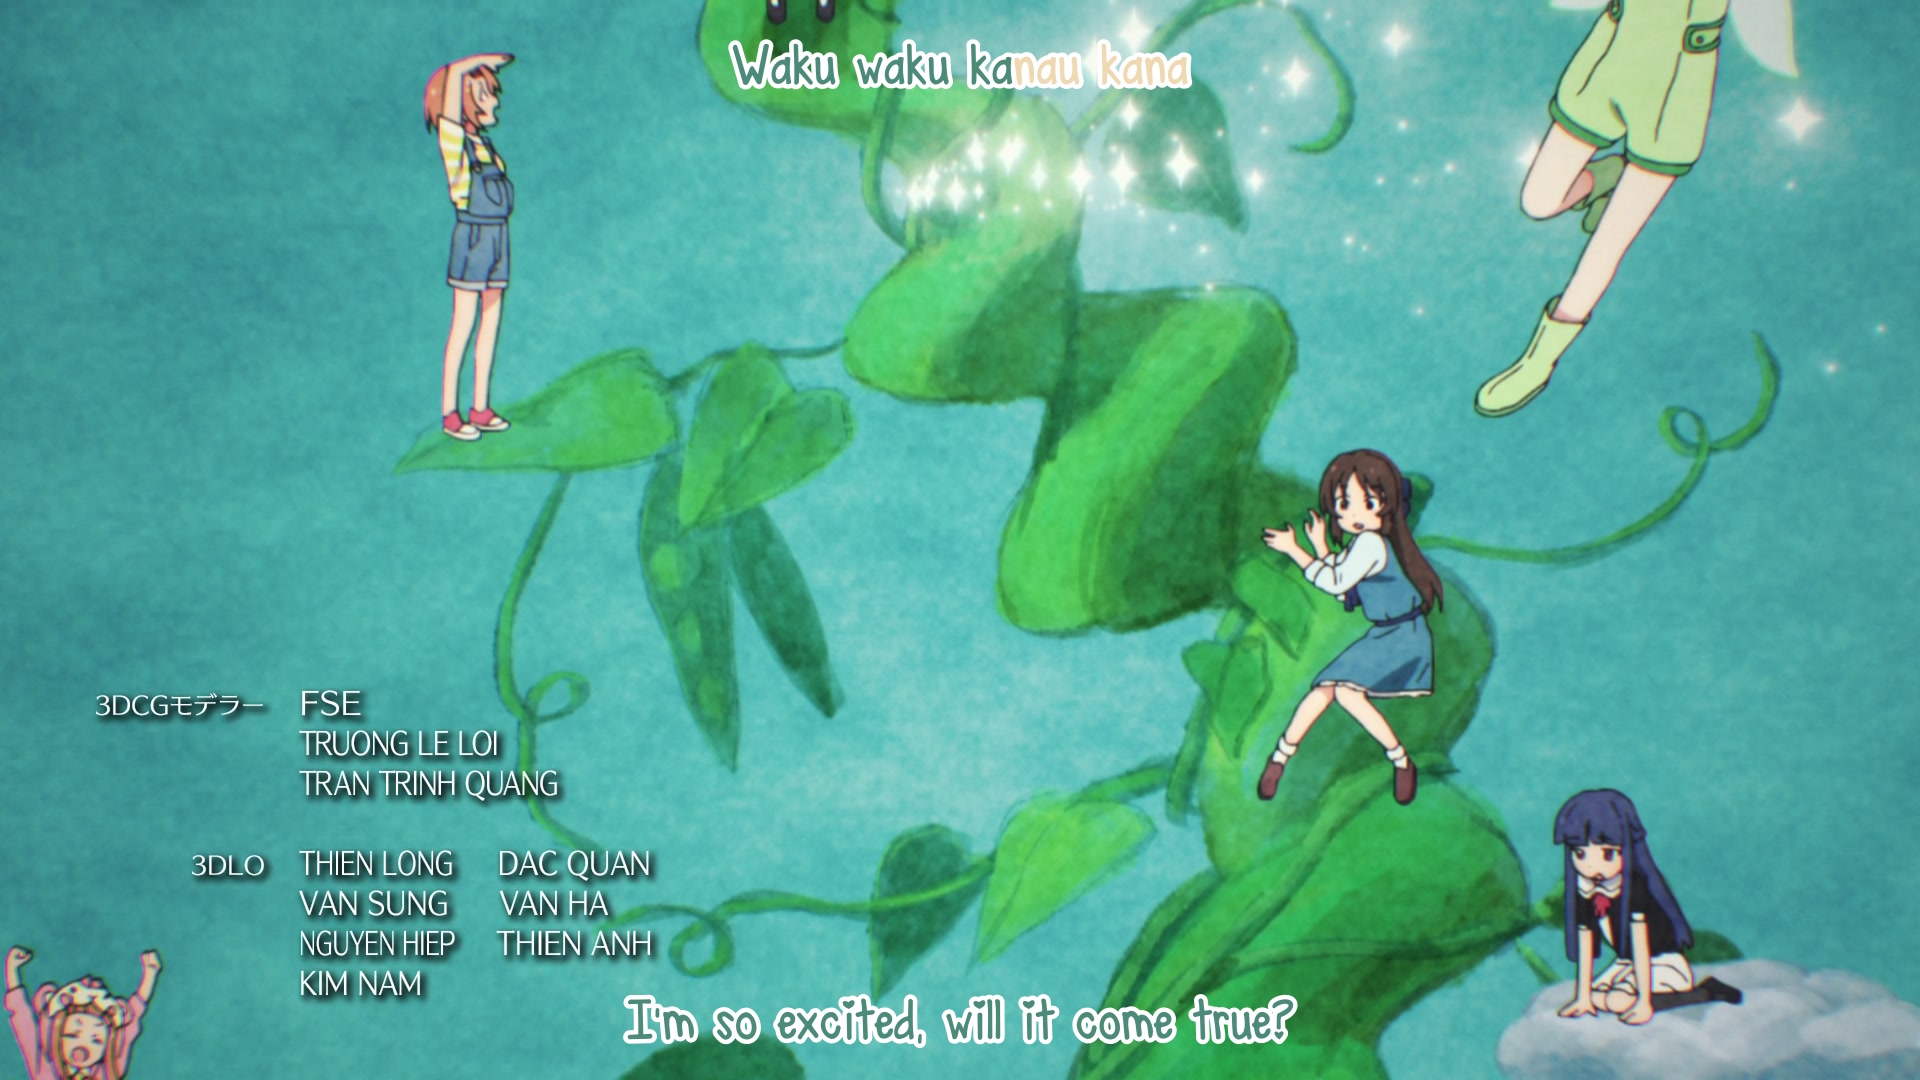 Waku waku kanau kana
3DCGモデラー FSE
TRUONG LE LOI
TRAN TRINH QUANG
3DLO THIEN LONG DAC QUAN
VAN SUNG VAN HA
NGUYEN HIEP THIEN ANH
KIM NAM
I'm so excited, will it come true?